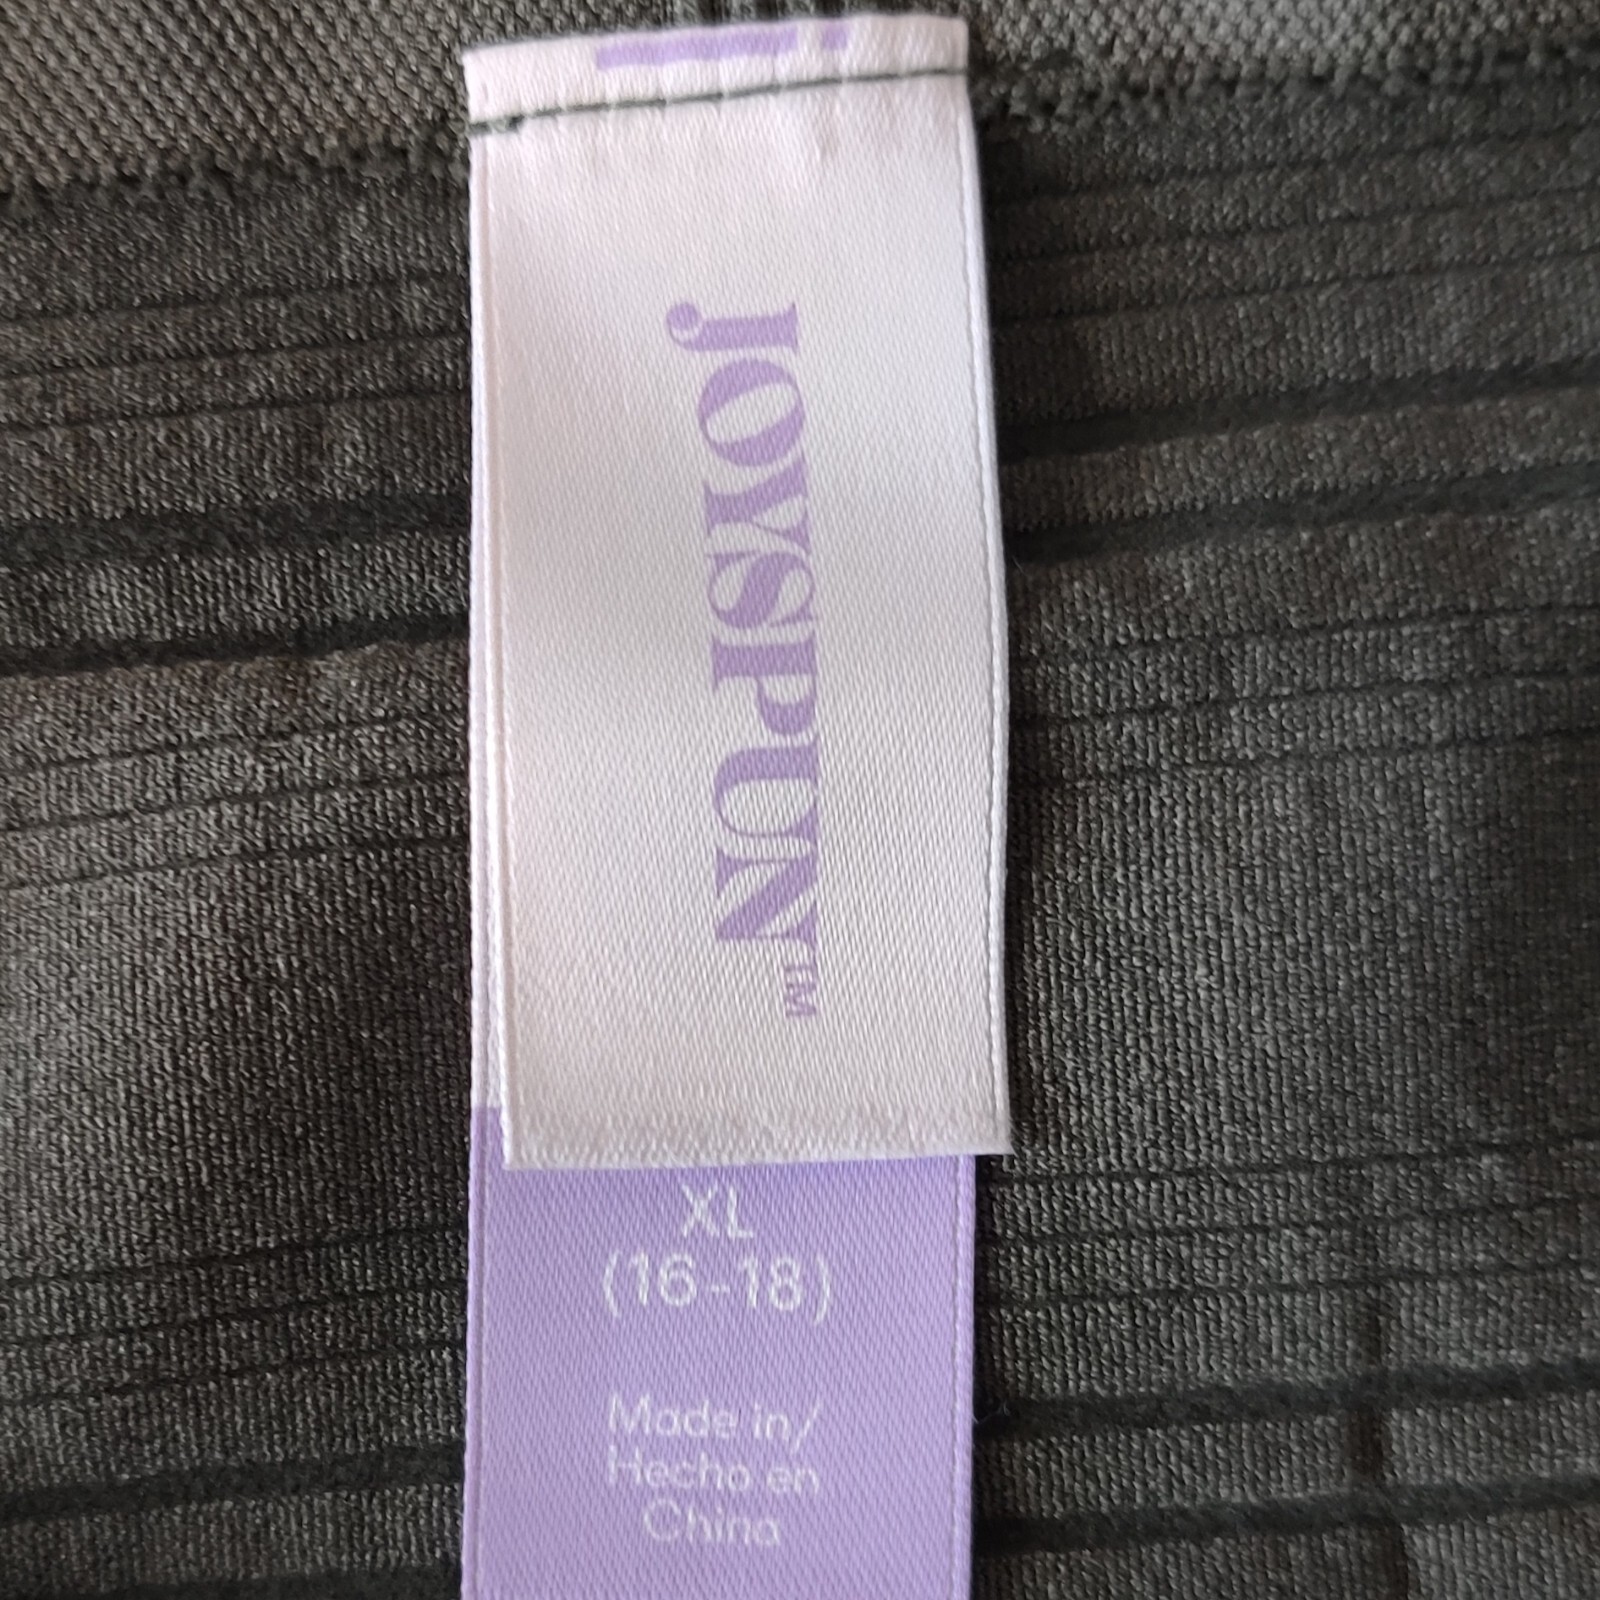 JOYSPUN™
XL
(16-18)
Made in/
Hecho en
China